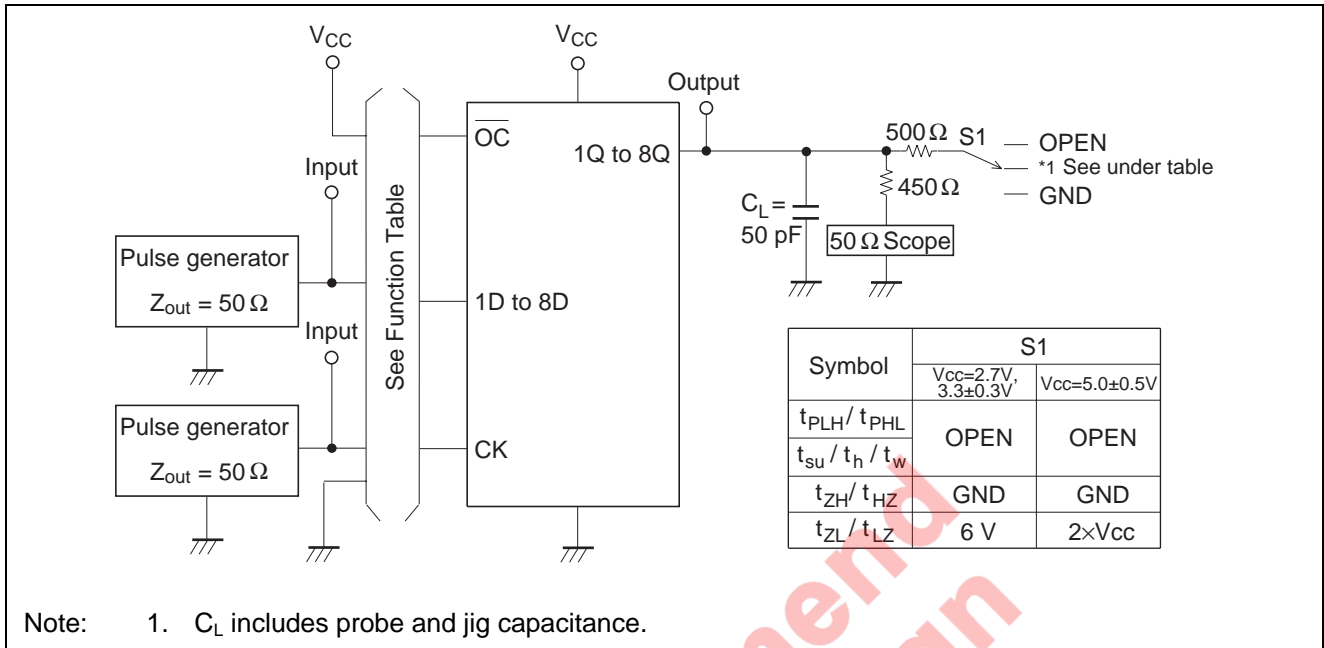 VCC
VCC
Output
Input
OC
1Q to 8Q
500 Ω
S1
OPEN
*1 See under table
GND
450 Ω
CL =
50 pF
50 Ω Scope
Pulse generator
Zout = 50 Ω
See Function Table
1D to 8D
Input
Pulse generator
Zout = 50 Ω
CK
Symbol
S1
Vcc=2.7V,
3.3±0.3V
Vcc=5.0±0.5V
tPLH / tPHL
OPEN
OPEN
tsu / th / tw
tZH / tHZ
GND
GND
tZL / tLZ
6 V
2×Vcc
Note: 1. CL includes probe and jig capacitance.